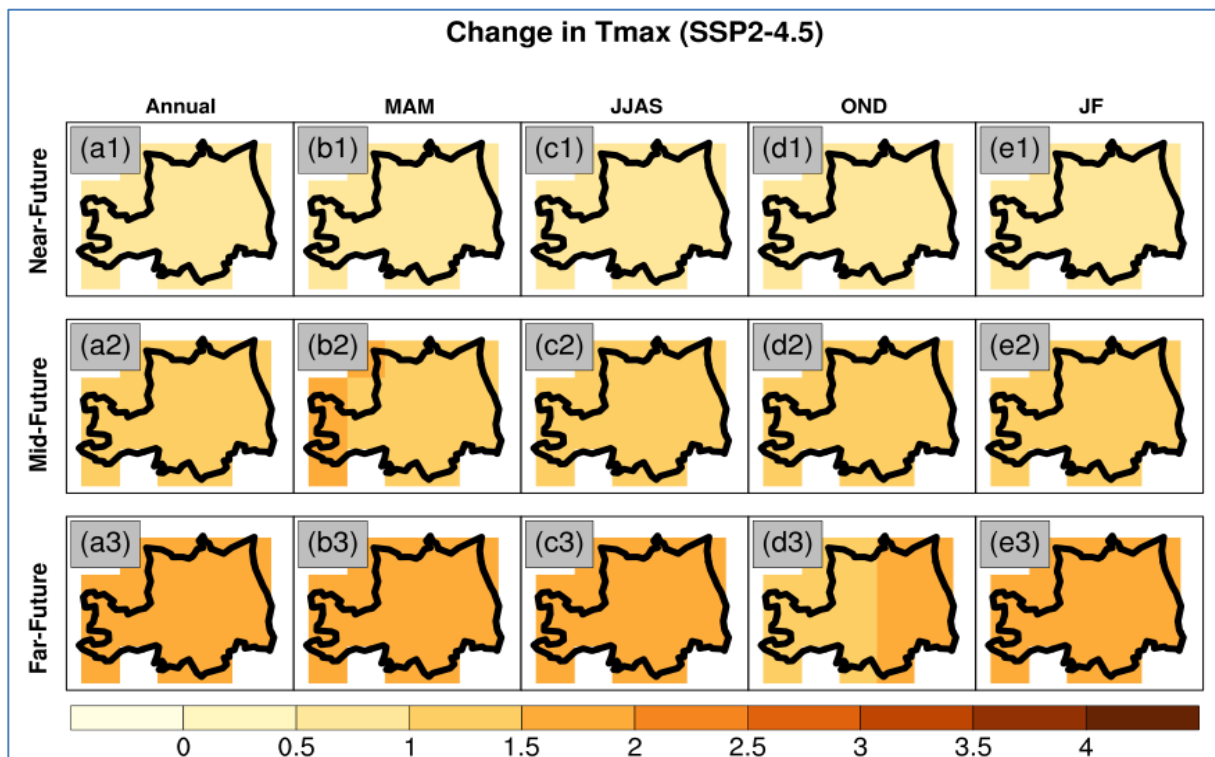 Change in Tmax (SSP2-4.5)
Annual MAM JJAS OND JF
Near-Future
(a1) (b1) (c1) (d1) (e1)
Mid-Future
(a2) (b2) (c2) (d2) (e2)
Far-Future
(a3) (b3) (c3) (d3) (e3)
0 0.5 1 1.5 2 2.5 3 3.5 4